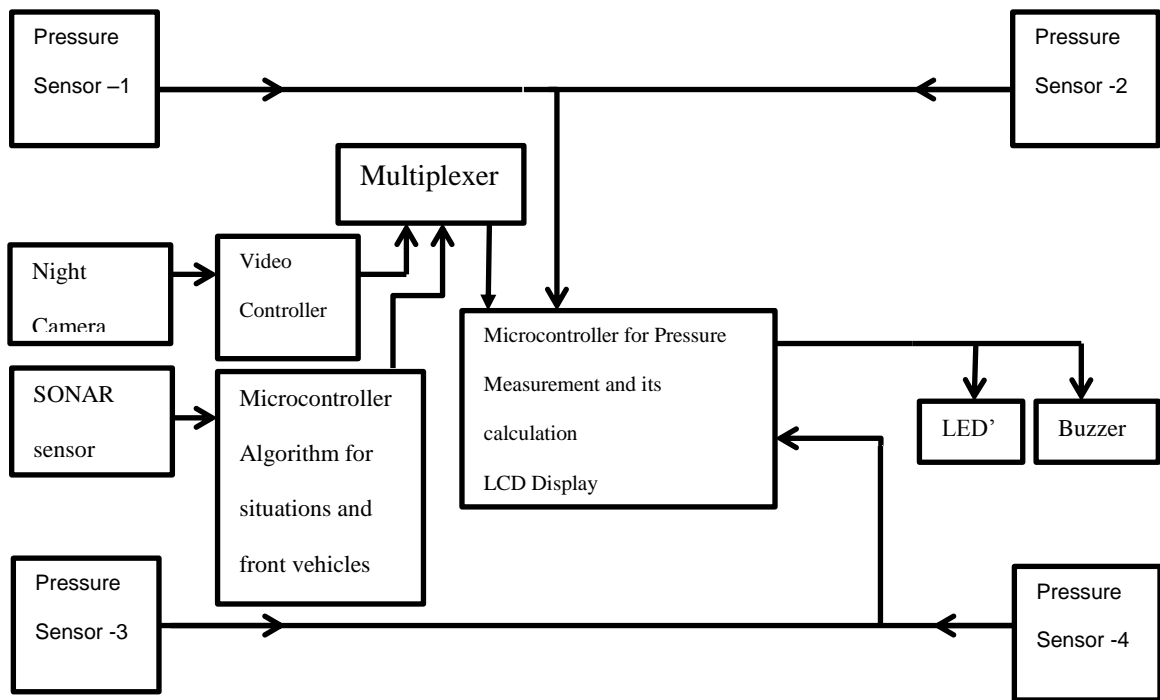 Pressure
Sensor –1
Pressure
Sensor -2
Multiplexer
Night
Camera
Video
Controller
SONAR
sensor
Microcontroller
Algorithm for
situations and
front vehicles
Microcontroller for Pressure
Measurement and its
calculation
LCD Display
LED’
Buzzer
Pressure
Sensor -3
Pressure
Sensor -4